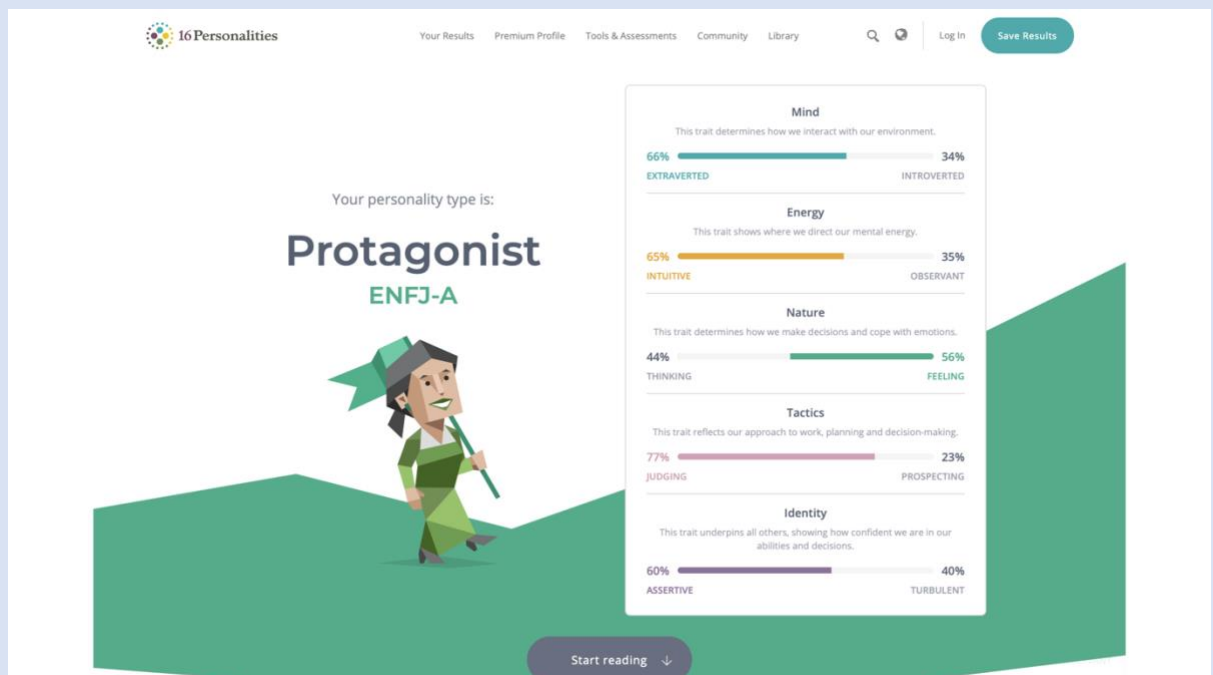 16Personalities
Your Results Premium Profile Tools & Assessments Community Library Log In Save Results
Your personality type is:
Protagonist
ENFJ-A
Mind
This trait determines how we interact with our environment.
66% 34%
EXTRAVERTED INTROVERTED
Energy
This trait shows where we direct our mental energy.
65% 35%
INTUITIVE OBSERVANT
Nature
This trait determines how we make decisions and cope with emotions.
44% 56%
THINKING FEELING
Tactics
This trait reflects our approach to work, planning and decision-making.
77% 23%
JUDGING PROSPECTING
Identity
This trait underpins all others, showing how confident we are in our
abilities and decisions.
60% 40%
ASSERTIVE TURBULENT
Start reading ↓